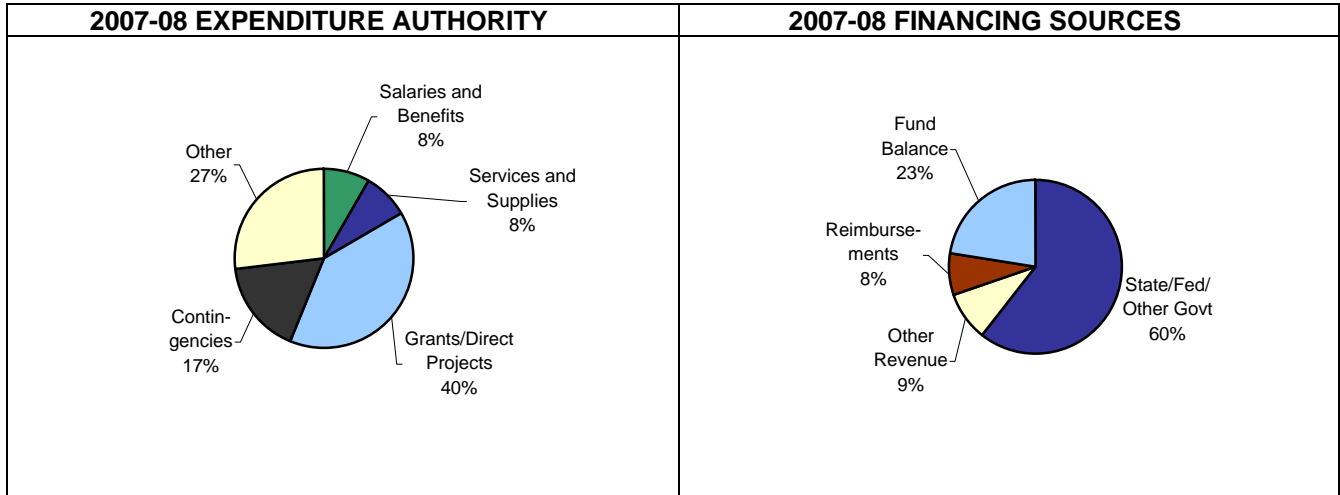 2007-08 EXPENDITURE AUTHORITY
Salaries and
Benefits
8%
Services and
Supplies
8%
Grants/Direct
Projects
40%
Contin-
gencies
17%
Other
27%
2007-08 FINANCING SOURCES
Fund
Balance
23%
Reimburse-
ments
8%
Other
Revenue
9%
State/Fed/
Other Govt
60%